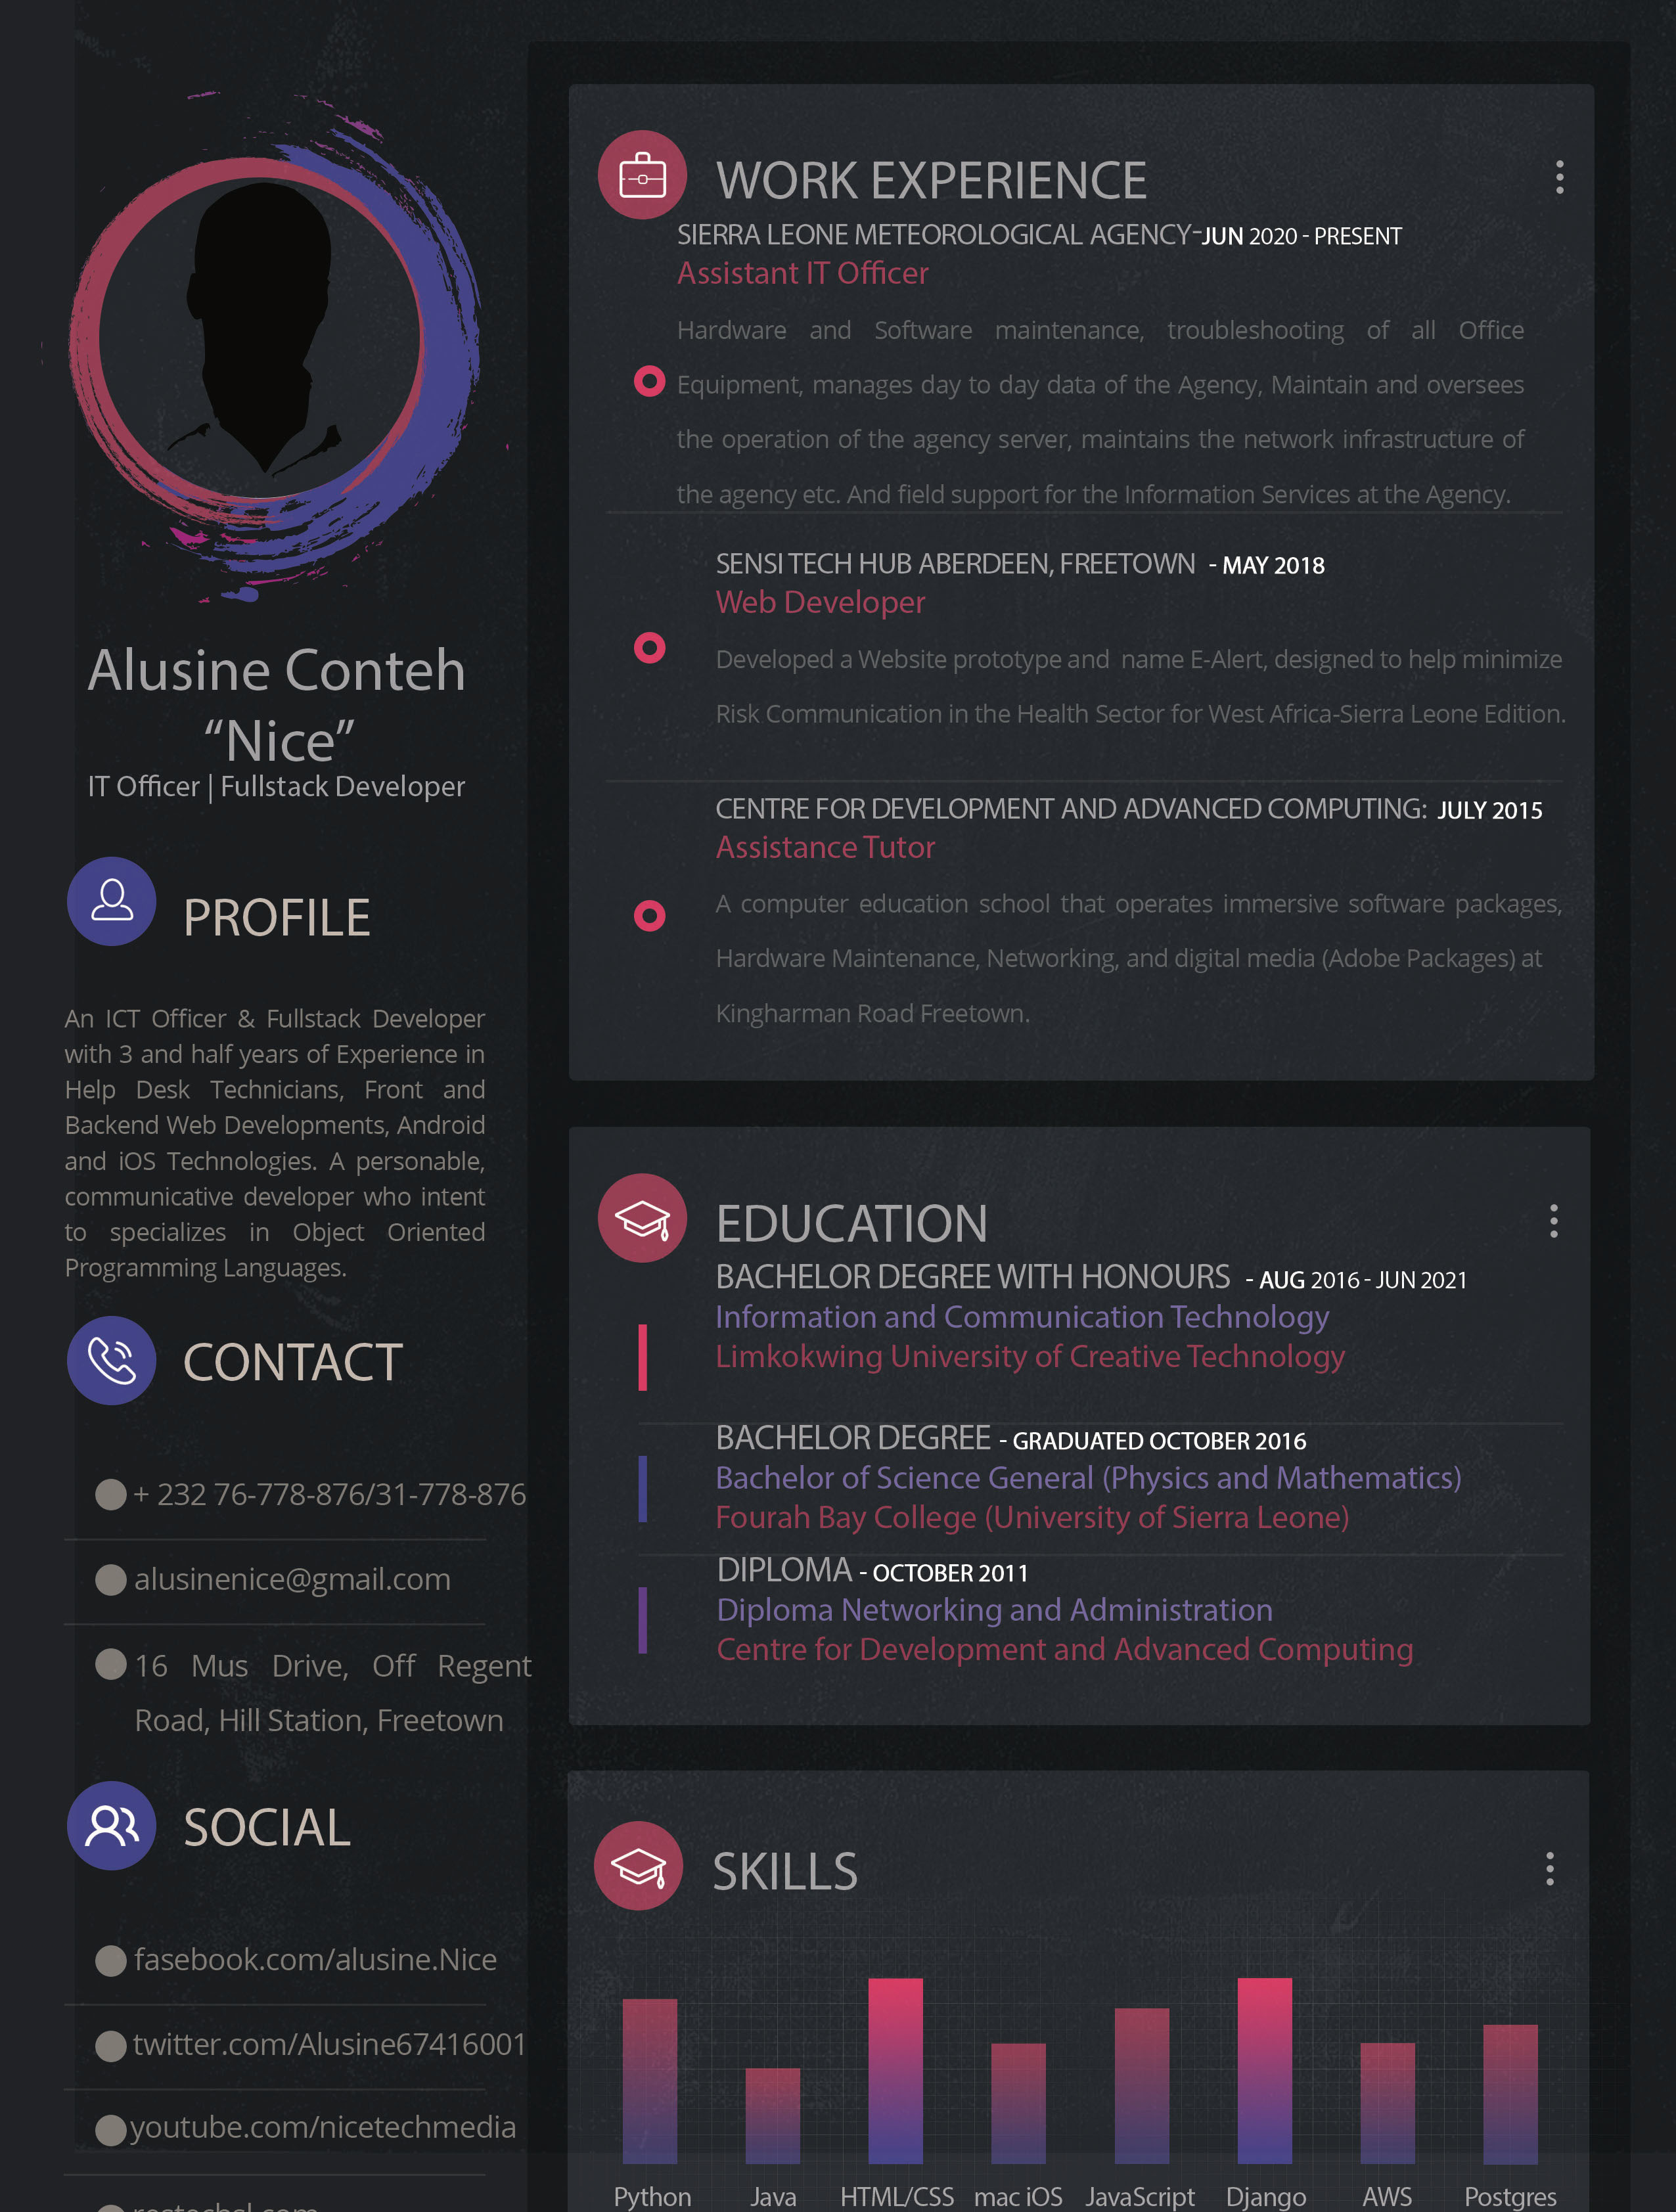 Alusine Conteh
“Nice”
IT Officer | Fullstack Developer
PROFILE
An ICT Officer & Fullstack Developer
with 3 and half years of Experience in
Help Desk Technicians, Front and
Backend Web Developments, Android
and iOS Technologies. A personable,
communicative developer who intent
to specializes in Object Oriented
Programming Languages.
CONTACT
+ 232 76-778-876/31-778-876
alusinenice@gmail.com
16 Mus Drive, Off Regent
Road, Hill Station, Freetown
SOCIAL
fasebook.com/alusine.Nice
twitter.com/Alusine67416001
youtube.com/nicetechmedia
WORK EXPERIENCE
SIERRA LEONE METEOROLOGICAL AGENCY-JUN 2020 - PRESENT
Assistant IT Officer
Hardware and Software maintenance, troubleshooting of all Office
Equipment, manages day to day data of the Agency, Maintain and oversees
the operation of the agency server, maintains the network infrastructure of
the agency etc. And field support for the Information Services at the Agency.
SENSI TECH HUB ABERDEEN, FREETOWN - MAY 2018
Web Developer
Developed a Website prototype and name E-Alert, designed to help minimize
Risk Communication in the Health Sector for West Africa-Sierra Leone Edition.
CENTRE FOR DEVELOPMENT AND ADVANCED COMPUTING: JULY 2015
Assistance Tutor
A computer education school that operates immersive software packages,
Hardware Maintenance, Networking, and digital media (Adobe Packages) at
Kingharman Road Freetown.
EDUCATION
BACHELOR DEGREE WITH HONOURS - AUG 2016 - JUN 2021
Information and Communication Technology
Limkokwing University of Creative Technology
BACHELOR DEGREE - GRADUATED OCTOBER 2016
Bachelor of Science General (Physics and Mathematics)
Fourah Bay College (University of Sierra Leone)
DIPLOMA - OCTOBER 2011
Diploma Networking and Administration
Centre for Development and Advanced Computing
SKILLS
Python Java HTML/CSS mac iOS JavaScript Django AWS Postgres